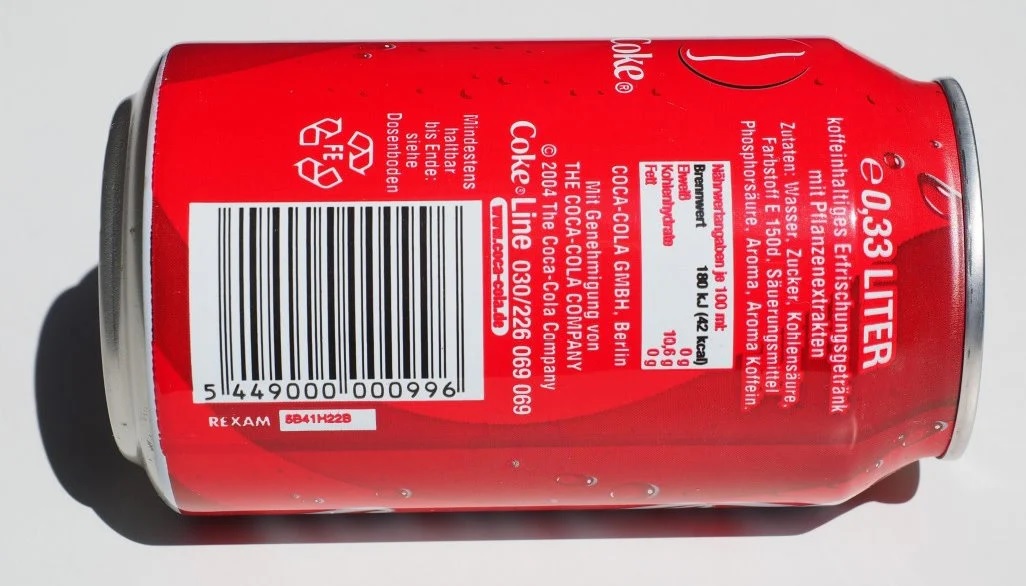 Coke®
e 0,33 LITER
koffeinhaltiges Erfrischungsgetränk
mit Pflanzenextrakten
Zutaten: Wasser, Zucker, Kohlensäure,
Farbstoff E 150d, Säuerungsmittel
Phosphorsäure, Aroma, Aroma Koffein.
Nährwertangaben je 100 ml:
Brennwert 180 kJ (42 kcal)
Eiweiß 0 g
Kohlenhydrate 10,6 g
Fett 0 g
COCA-COLA GMBH, Berlin
Mit Genehmigung von
THE COCA-COLA COMPANY
© 2004 The Coca-Cola Company
Coke® Line 030/226 069 069
www.coca-cola.de
Mindestens
haltbar
bis Ende:
siehe
Dosenboden
FE
5 449000 000996
REXAM 5B41H22B